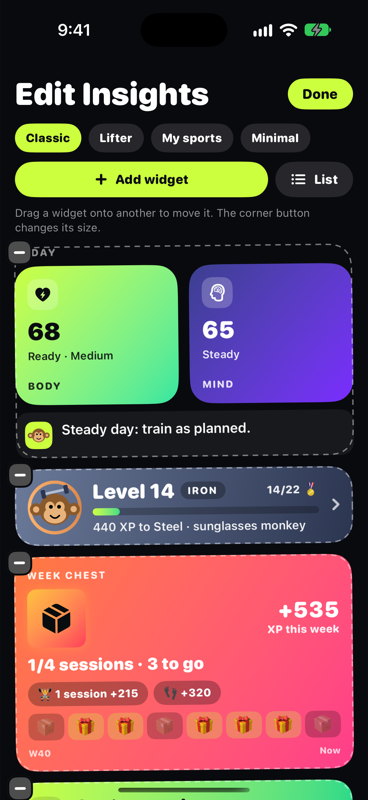 9:41
Edit Insights
Done
Classic
Lifter
My sports
Minimal
+ Add widget
List
Drag a widget onto another to move it. The corner button
changes its size.
DAY
68
Ready · Medium
BODY
65
Steady
MIND
Steady day: train as planned.
Level 14
IRON
14/22
440 XP to Steel · sunglasses monkey
WEEK CHEST
+535
XP this week
1/4 sessions · 3 to go
1 session +215
+320
W40
Now